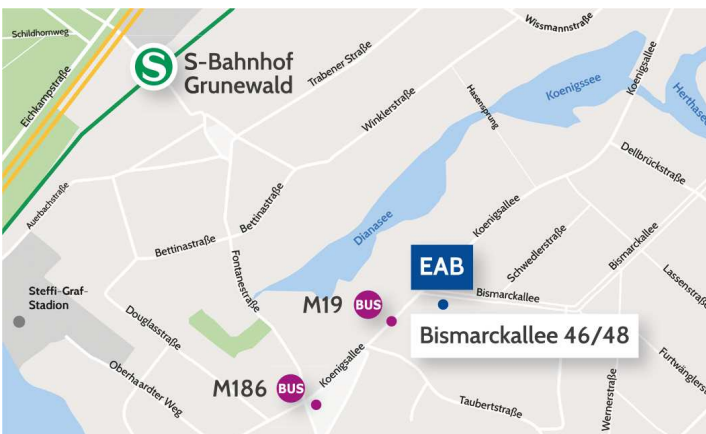 Schildhornweg
Eichkampstraße
S
S-Bahnhof
Grunewald
Trabener Straße
Wissmannstraße
Koenigsallee
Koenigssee
Herthasee
Hasensprung
Winklerstraße
Dellbrückstraße
Auerbachstraße
Bettinastraße
Bettinastraße
Dianasee
Koenigsallee
Schwedlerstraße
Bismarckallee
Lassenstraße
Fontanestraße
EAB
Bismarckallee
Steffi-Graf-
Stadion
M19 BUS
Bismarckallee 46/48
Douglasstraße
Oberhaardter Weg
Koenigsallee
M186 BUS
Taubertstraße
Wernerstraße